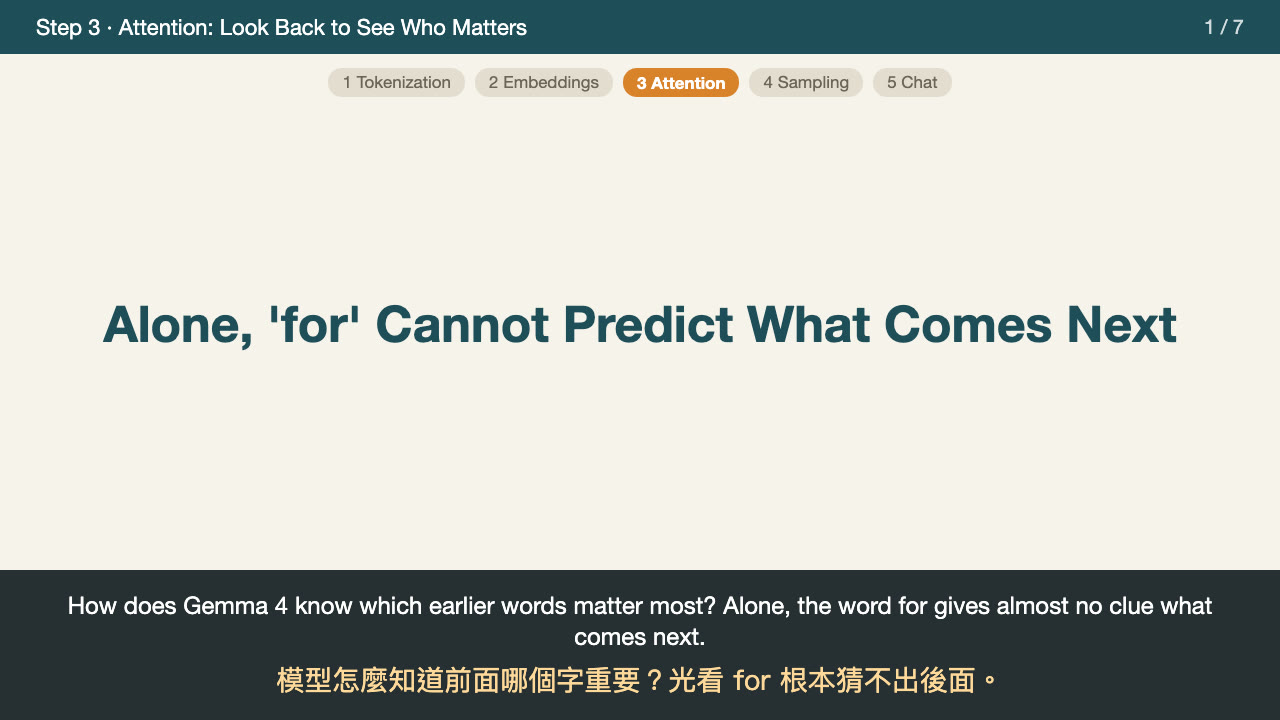 Step 3 · Attention: Look Back to See Who Matters
1 / 7
1 Tokenization
2 Embeddings
3 Attention
4 Sampling
5 Chat
Alone, 'for' Cannot Predict What Comes Next
How does Gemma 4 know which earlier words matter most? Alone, the word for gives almost no clue what
comes next.
模型怎麼知道前面哪個字重要？光看 for 根本猜不出後面。